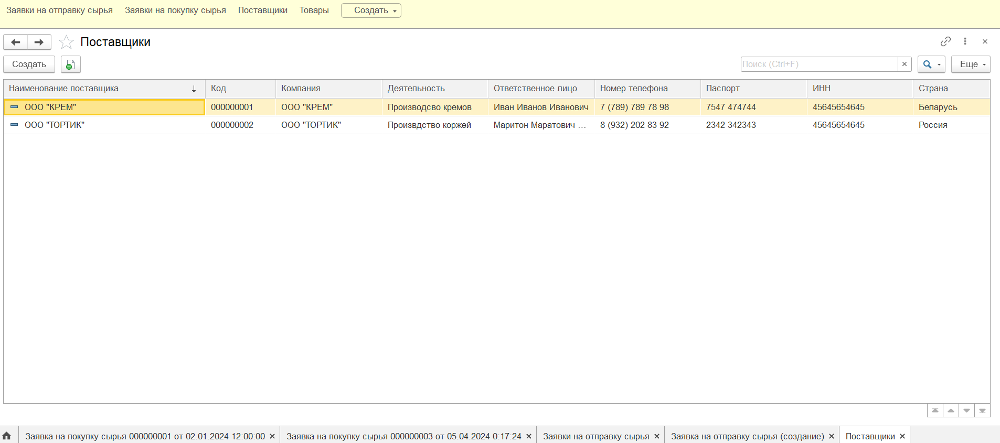 Заявки на отправку сырья Заявки на покупку сырья Поставщики Товары Создать
Поставщики
Создать Поиск (Ctrl+F) Еще
Наименование поставщика Код Компания Деятельность Ответственное лицо Номер телефона Паспорт ИНН Страна
ООО "КРЕМ" 000000001 ООО "КРЕМ" Производсво кремов Иван Иванов Иванович 7 (789) 789 78 98 7547 474744 45645654645 Беларусь
ООО "ТОРТИК" 000000002 ООО "ТОРТИК" Произвдство коржей Маритон Маратович ... 8 (932) 202 83 92 2342 342343 45645654645 Россия
Заявка на покупку сырья 000000001 от 02.01.2024 12:00:00 Заявка на покупку сырья 000000003 от 05.04.2024 0:17:24 Заявки на отправку сырья Заявка на отправку сырья (создание) Поставщики